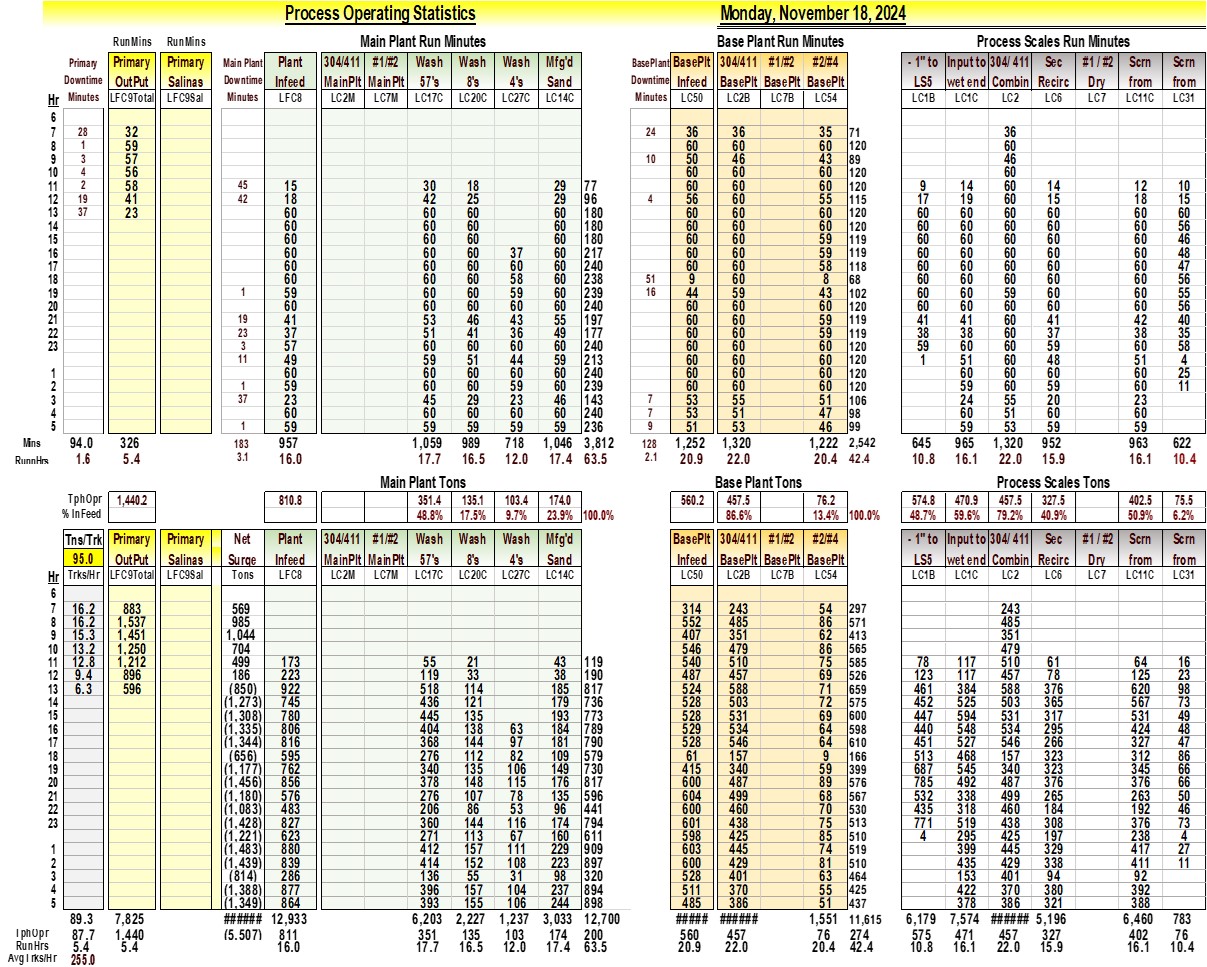 Process Operating Statistics Monday, November 18, 2024
RunMins RunMins Main Plant Run Minutes Base Plant Run Minutes Process Scales Run Minutes
Primary Primary Primary Main Plant Plant 304/411 #1/#2 Wash Wash Wash Mfg'd BasePlant BasePlt 304/411 #1/#2 #2/#4 - 1" to Input to 304/ 411 Sec #1 / #2 Scrn Scrn
Downtime OutPut Salinas Downtime Infeed MainPlt MainPlt 57's 8's 4's Sand Downtime Infeed BasePlt BasePlt BasePlt LS5 wet end Combin Recirc Dry from from
Hr Minutes LFC9Total LFC9Sal Minutes LFC8 LC2M LC7M LC17C LC20C LC27C LC14C Minutes LC50 LC2B LC7B LC54 LC1B LC1C LC2 LC6 LC7 LC11C LC31
6
7 28 32 24 36 36 35 71 36
8 1 59 60 60 60 120 60
9 3 57 10 50 46 43 89 46
10 4 56 60 60 60 120 60
11 2 58 45 15 30 18 29 77 60 60 60 120 9 14 60 14 12 10
12 19 41 42 18 42 25 29 96 4 56 60 55 115 17 19 60 15 18 15
13 37 23 60 60 60 60 180 60 60 60 120 60 60 60 60 60 60
14 60 60 60 60 180 60 60 60 120 60 60 60 60 60 56
15 60 60 60 60 180 60 60 59 119 60 60 60 60 60 46
16 60 60 60 37 60 217 60 60 59 119 60 60 60 60 60 48
17 60 60 60 60 60 240 60 60 58 118 60 60 60 60 60 47
18 60 60 60 58 60 238 51 9 60 8 68 60 60 60 60 60 56
19 1 59 60 60 59 60 239 16 44 59 43 102 60 60 59 60 60 55
20 60 60 60 60 60 240 60 60 60 120 60 60 60 60 60 56
21 19 41 53 46 43 55 197 60 60 59 119 41 41 60 41 42 40
22 23 37 51 41 36 49 177 60 60 59 119 38 38 60 37 38 35
23 3 57 60 60 60 60 240 60 60 60 120 59 60 60 60 59 58
11 49 59 51 44 59 213 60 60 60 120 1 51 60 48 51 4
1 60 60 60 60 60 240 60 60 60 120 60 60 60 60 25
2 1 59 60 60 59 60 239 60 60 60 120 59 60 60 59 11
3 37 23 45 29 23 46 143 7 53 55 51 106 24 55 20 23
4 60 60 60 60 60 240 7 53 51 47 98 60 51 60 60
5 1 59 59 59 59 59 236 9 51 53 46 99 59 53 59 59
Mins 94.0 326 183 957 1,059 989 718 1,046 3,812 128 1,252 1,320 1,222 2,542 645 965 1,320 952 963 622
RunnHrs 1.6 5.4 3.1 16.0 17.7 16.5 12.0 17.4 63.5 2.1 20.9 22.0 20.4 42.4 10.8 16.1 22.0 15.9 16.1 10.4
Main Plant Tons Base Plant Tons Process Scales Tons
TphOpr 1,440.2 810.8 351.4 135.1 103.4 174.0 560.2 457.5 76.2 574.8 470.9 457.5 327.5 402.5 75.5
% InFeed 48.8% 17.5% 9.7% 23.9% 100.0% 86.6% 13.4% 100.0% 48.7% 59.6% 79.2% 40.9% 50.9% 6.2%
Tns/Trk Primary Primary Net Plant 304/411 #1/#2 Wash Wash Wash Mfg'd BasePlt 304/411 #1/#2 #2/#4 - 1" to Input to 304/ 411 Sec #1 / #2 Scrn Scrn
95.0 OutPut Salinas Surge Infeed MainPlt MainPlt 57's 8's 4's Sand Infeed BasePlt BasePlt BasePlt LS5 wet end Combin Recirc Dry from from
Hr Trks/Hr LFC9Total LFC9Sal Tons LFC8 LC2M LC7M LC17C LC20C LC27C LC14C LC50 LC2B LC7B LC54 LC1B LC1C LC2 LC6 LC7 LC11C LC31
6
7 16.2 883 569 314 243 54 297 243
8 16.2 1,537 985 552 485 86 571 485
9 15.3 1,451 1,044 407 351 62 413 351
10 13.2 1,250 704 546 479 86 565 479
11 12.8 1,212 499 173 55 21 43 119 540 510 75 585 78 117 510 61 64 16
12 9.4 896 186 223 119 33 38 190 487 457 69 526 123 117 457 78 125 23
13 6.3 596 (850) 922 518 114 185 817 524 588 71 659 461 384 588 376 620 98
14 (1,273) 745 436 121 179 736 528 503 72 575 452 525 503 365 567 73
15 (1,308) 780 445 135 193 773 528 531 69 600 447 594 531 317 531 49
16 (1,335) 806 404 138 63 184 789 529 534 64 598 440 548 534 295 424 48
17 (1,344) 816 368 144 97 181 790 528 546 64 610 451 527 546 266 327 47
18 (656) 595 276 112 82 109 579 61 157 9 166 513 468 157 323 312 86
19 (1,177) 762 340 135 106 149 730 415 340 59 399 687 545 340 323 345 66
20 (1,456) 856 378 148 115 176 817 600 487 89 576 785 492 487 376 376 66
21 (1,180) 576 276 107 78 135 596 604 499 68 567 532 338 499 265 263 50
22 (1,083) 483 206 86 53 96 441 600 460 70 530 435 318 460 184 192 46
23 (1,428) 827 360 144 116 174 794 601 438 75 513 771 519 438 308 376 73
(1,221) 623 271 113 67 160 611 598 425 85 510 4 295 425 197 238 4
1 (1,483) 880 412 157 111 229 909 603 445 74 519 399 445 329 417 27
2 (1,439) 839 414 152 108 223 897 600 429 81 510 435 429 338 411 11
3 (814) 286 136 55 31 98 320 528 401 63 464 153 401 94 92
4 (1,388) 877 396 157 104 237 894 511 370 55 425 422 370 380 392
5 (1,349) 864 393 155 106 244 898 485 386 51 437 378 386 321 388
89.3 7,825 ###### 12,933 6,203 2,227 1,237 3,033 12,700 ##### ###### 1,551 11,615 6,179 7,574 ###### 5,196 6,460 783
TphOpr 87.7 1,440 (5.507) 811 351 135 103 174 200 560 457 76 274 575 471 457 327 402 76
RunHrs 5.4 5.4 16.0 17.7 16.5 12.0 17.4 63.5 20.9 22.0 20.4 42.4 10.8 16.1 22.0 15.9 16.1 10.4
AvgTrks/Hr 255.0